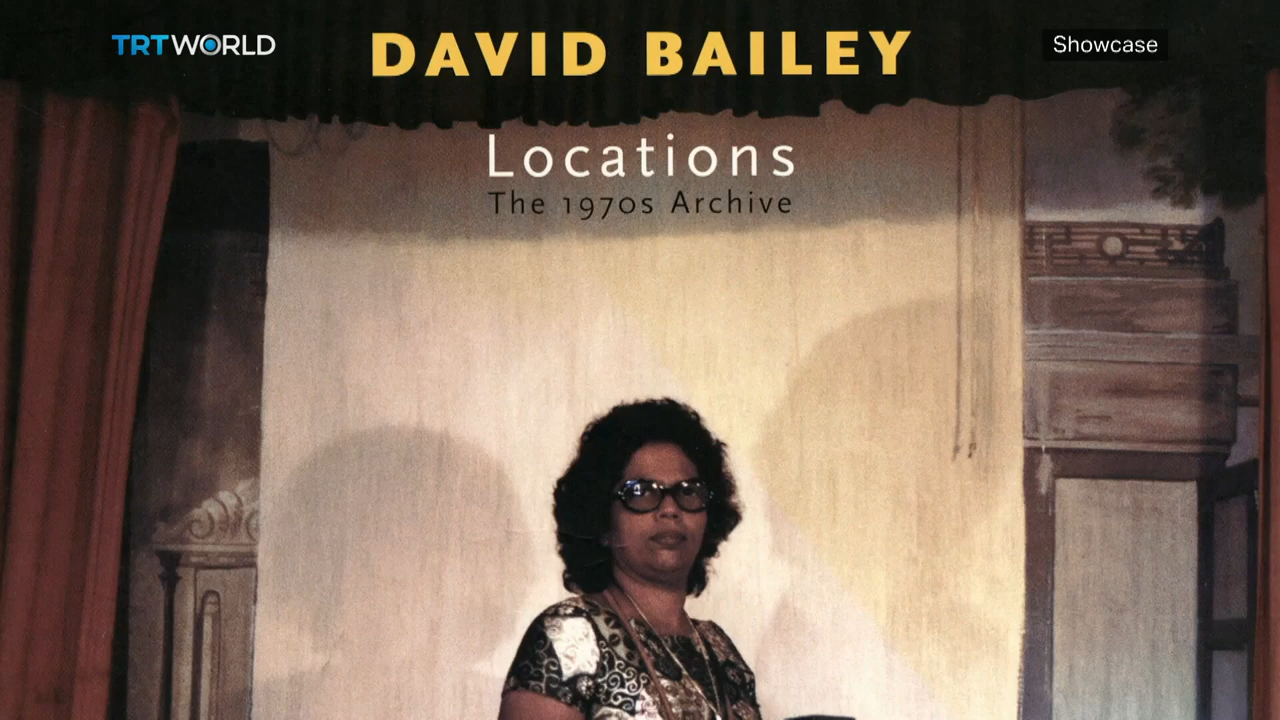 TRTWORLD
DAVID BAILEY
Showcase
Locations
The 1970s Archive